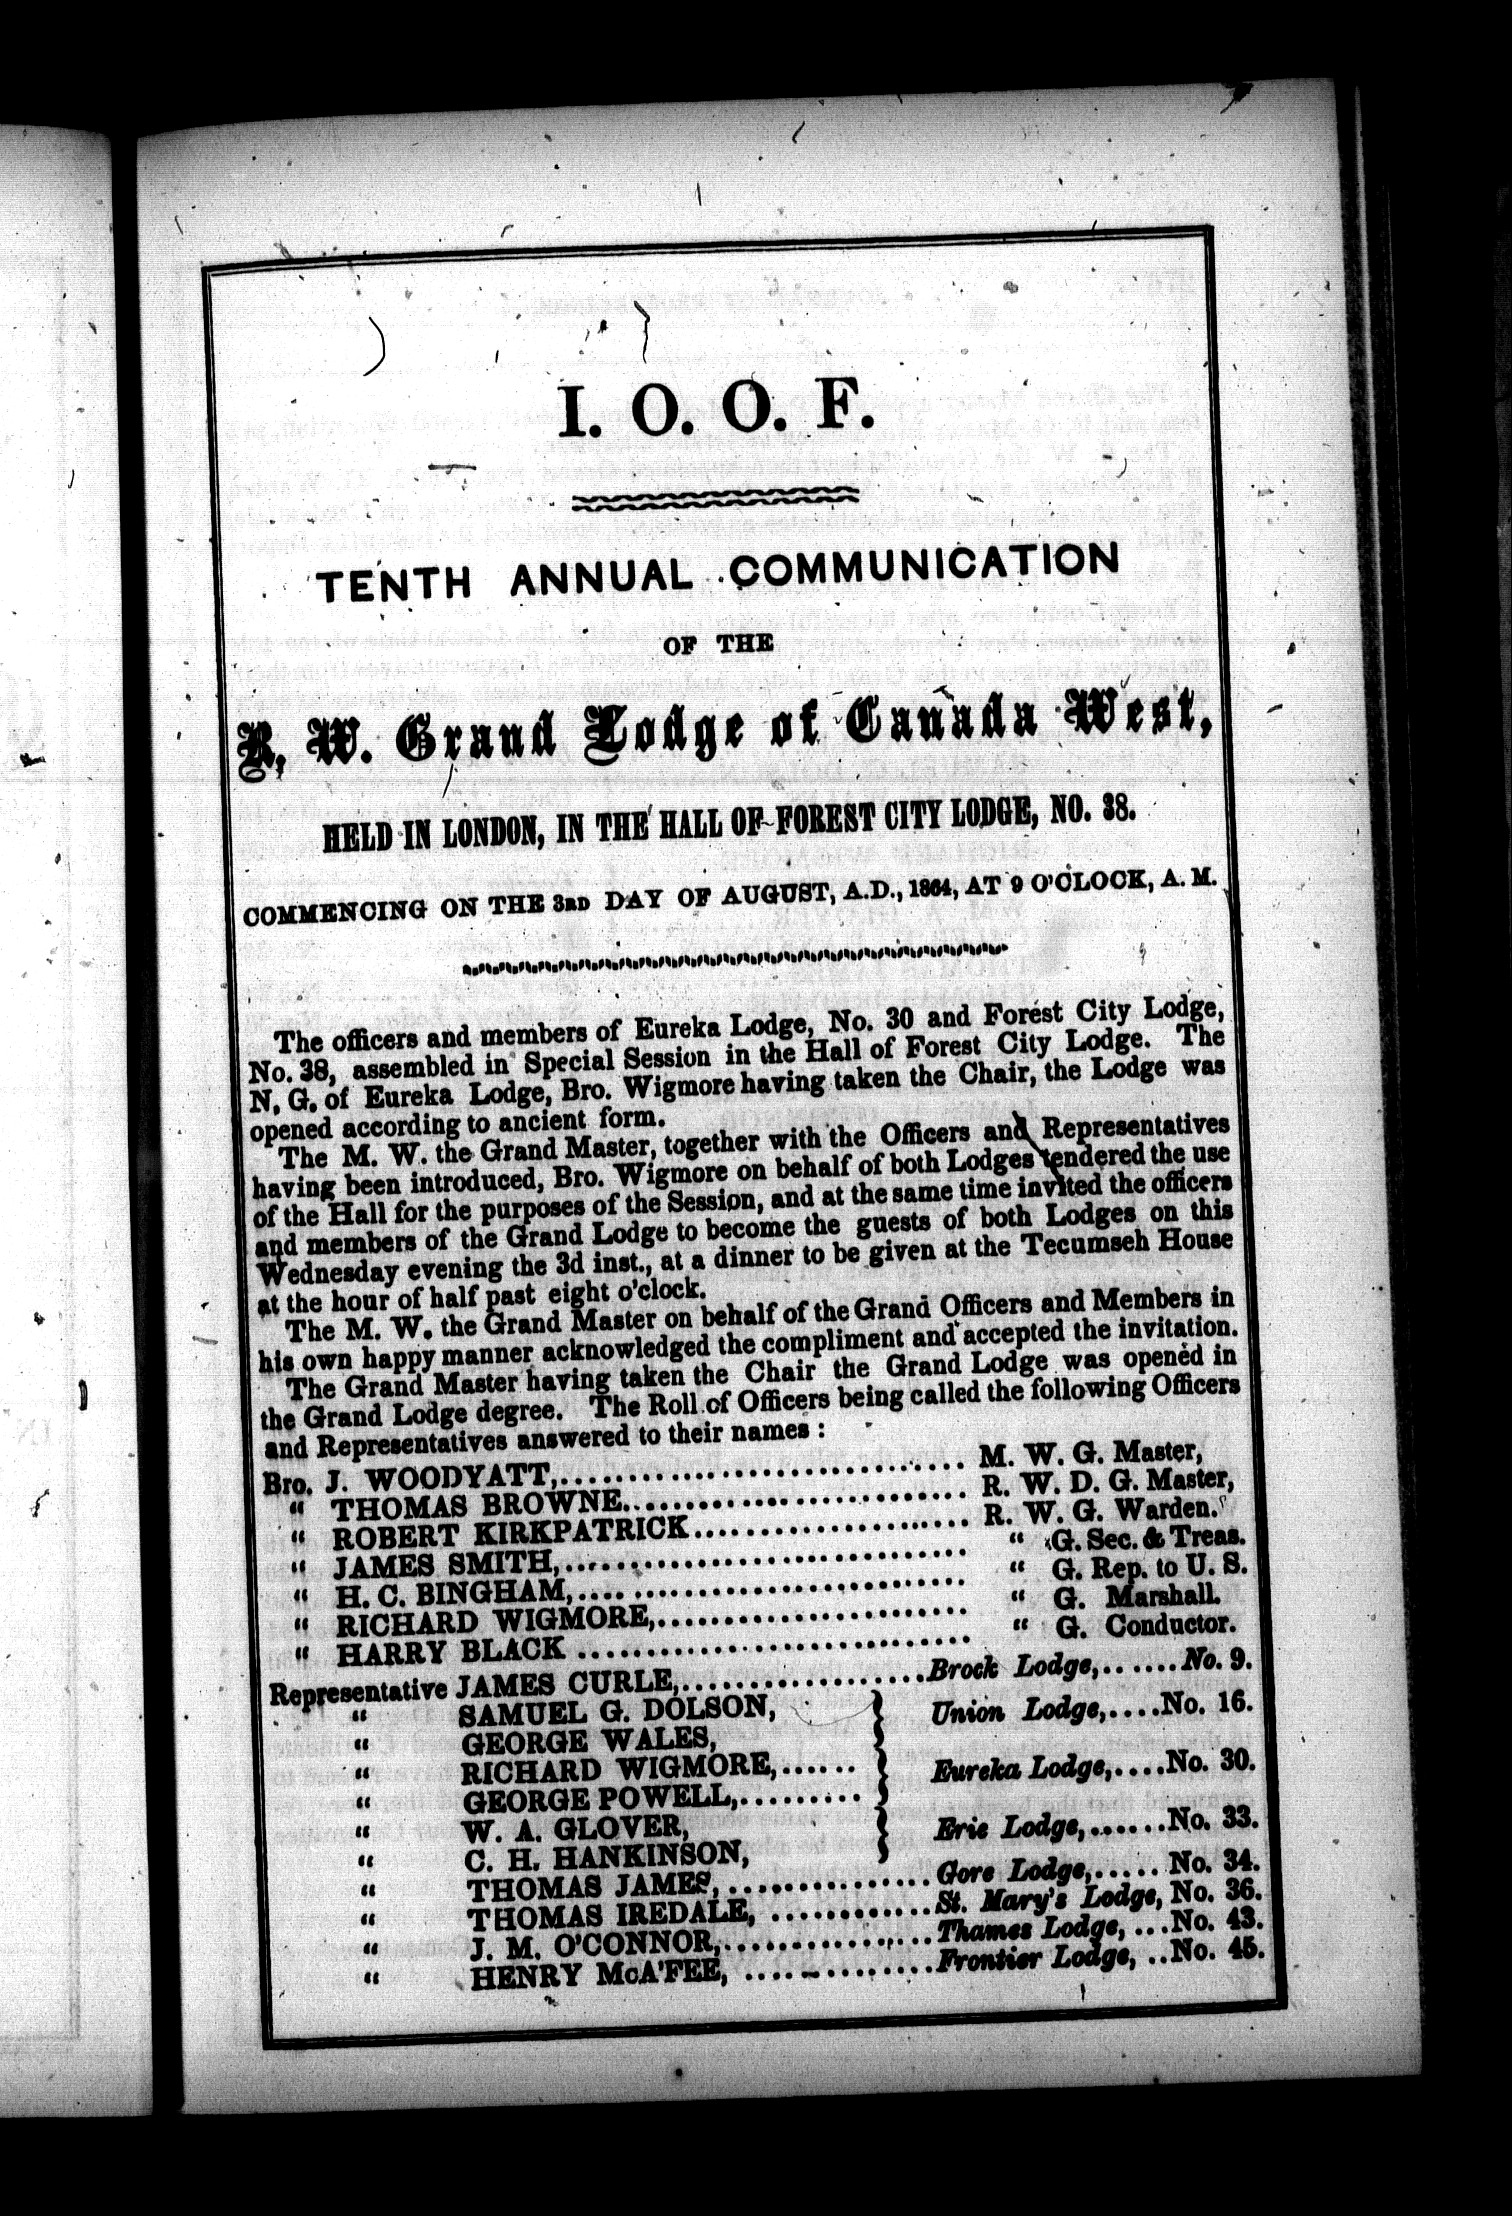 I. O. O. F.
TENTH ANNUAL COMMUNICATION
OF THE
R. W. Grand Lodge of Canada West,
HELD IN LONDON, IN THE HALL OF FOREST CITY LODGE, NO. 38.
COMMENCING ON THE 3RD DAY OF AUGUST, A.D., 1864, AT 9 O'CLOCK, A. M.
The officers and members of Eureka Lodge, No. 30 and Forest City Lodge,
No. 38, assembled in Special Session in the Hall of Forest City Lodge. The
N. G. of Eureka Lodge, Bro. Wigmore having taken the Chair, the Lodge was
opened according to ancient form.
The M. W. the Grand Master, together with the Officers and Representatives
having been introduced, Bro. Wigmore on behalf of both Lodges tendered the use
of the Hall for the purposes of the Session, and at the same time invited the officers
and members of the Grand Lodge to become the guests of both Lodges on this
Wednesday evening the 3d inst., at a dinner to be given at the Tecumseh House
at the hour of half past eight o'clock.
The M. W. the Grand Master on behalf of the Grand Officers and Members in
his own happy manner acknowledged the compliment and accepted the invitation.
The Grand Master having taken the Chair the Grand Lodge was opened in
the Grand Lodge degree. The Roll of Officers being called the following Officers
and Representatives answered to their names :
Bro. J. WOODYATT,.............................. M. W. G. Master,
" THOMAS BROWNE.......................... R. W. D. G. Master,
" ROBERT KIRKPATRICK.................... R. W. G. Warden.
" JAMES SMITH,............................. " G. Sec. & Treas.
" H. C. BINGHAM,............................ " G. Rep. to U. S.
" RICHARD WIGMORE,....................... " G. Marshall.
" HARRY BLACK ............................. " G. Conductor.
Representative JAMES CURLE,..................Brock Lodge,......No. 9.
" SAMUEL G. DOLSON, } Union Lodge,....No. 16.
" GEORGE WALES,
" RICHARD WIGMORE,...... } Eureka Lodge,....No. 30.
" GEORGE POWELL,.........
" W. A. GLOVER, } Erie Lodge,......No. 33.
" C. H. HANKINSON,
" THOMAS JAMES,...............Gore Lodge,......No. 34.
" THOMAS IREDALE, ............St. Mary's Lodge, No. 36.
" J. M. O'CONNOR,...............Thames Lodge, ...No. 43.
" HENRY McA'FEE, ..............Frontier Lodge, ..No. 45.